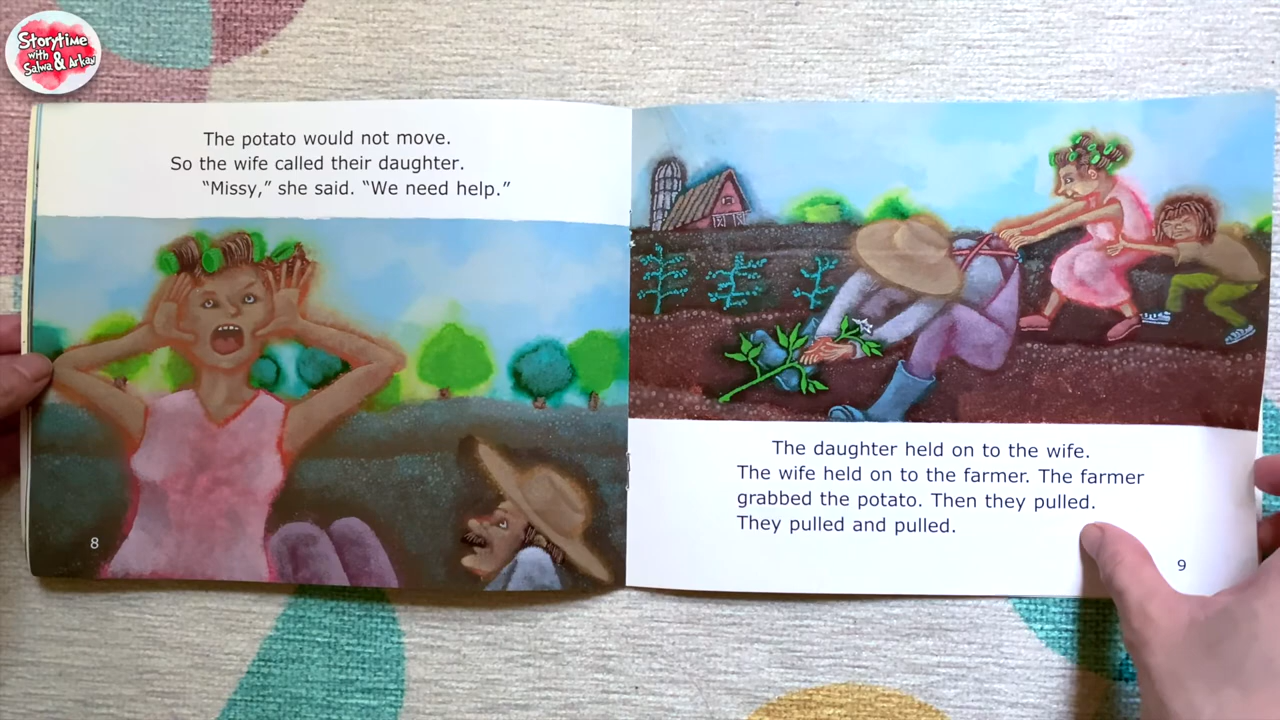 Storytime
with
Salwa & Arkan
The potato would not move.
So the wife called their daughter.
“Missy,” she said. “We need help.”
8
The daughter held on to the wife.
The wife held on to the farmer. The farmer
grabbed the potato. Then they pulled.
They pulled and pulled.
9